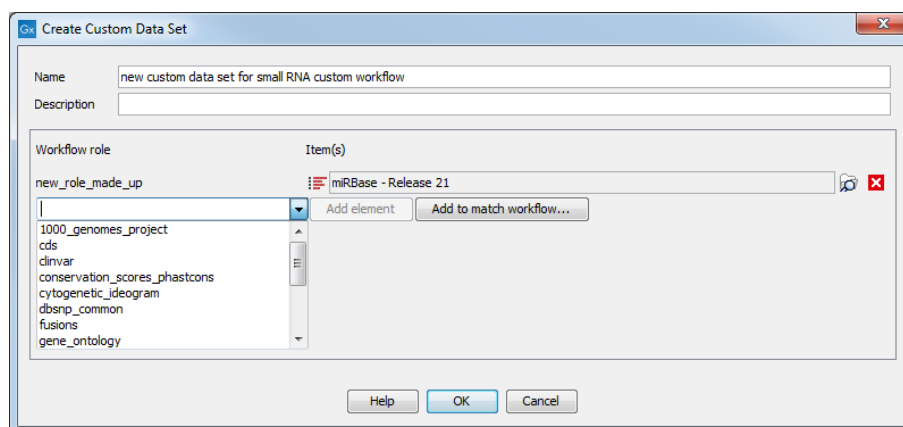 Gx Create Custom Data Set
Name new custom data set for small RNA custom workflow
Description
Workflow role Item(s)
new_role_made_up miRBase - Release 21
Add element Add to match workflow...
1000_genomes_project
cds
clinvar
conservation_scores_phastcons
cytogenetic_ideogram
dbsnp_common
fusions
gene_ontology
Help OK Cancel